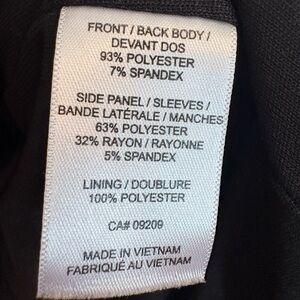 FRONT / BACK BODY /
DEVANT DOS
93% POLYESTER
7% SPANDEX
SIDE PANEL / SLEEVES /
BANDE LATÉRALE / MANCHES
63% POLYESTER
32% RAYON / RAYONNE
5% SPANDEX
LINING / DOUBLURE
100% POLYESTER
CA# 09209
MADE IN VIETNAM
FABRIQUÉ AU VIETNAM